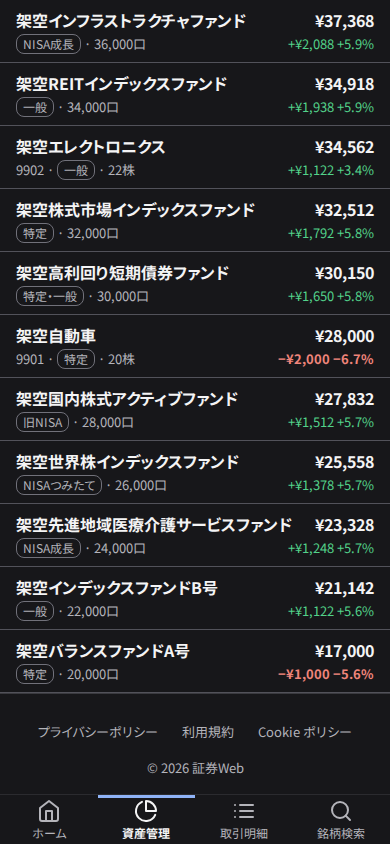 架空インフラストラクチャファンド ¥37,368
NISA成長 · 36,000口 +¥2,088 +5.9%
架空REITインデックスファンド ¥34,918
一般 · 34,000口 +¥1,938 +5.9%
架空エレクトロニクス ¥34,562
9902 · 一般 · 22株 +¥1,122 +3.4%
架空株式市場インデックスファンド ¥32,512
特定 · 32,000口 +¥1,792 +5.8%
架空高利回り短期債券ファンド ¥30,150
特定・一般 · 30,000口 +¥1,650 +5.8%
架空自動車 ¥28,000
9901 · 特定 · 20株 −¥2,000 −6.7%
架空国内株式アクティブファンド ¥27,832
旧NISA · 28,000口 +¥1,512 +5.7%
架空世界株インデックスファンド ¥25,558
NISAつみたて · 26,000口 +¥1,378 +5.7%
架空先進地域医療介護サービスファンド ¥23,328
NISA成長 · 24,000口 +¥1,248 +5.7%
架空インデックスファンドB号 ¥21,142
一般 · 22,000口 +¥1,122 +5.6%
架空バランスファンドA号 ¥17,000
特定 · 20,000口 −¥1,000 −5.6%
プライバシーポリシー 利用規約 Cookie ポリシー
© 2026 証券Web
ホーム 資産管理 取引明細 銘柄検索